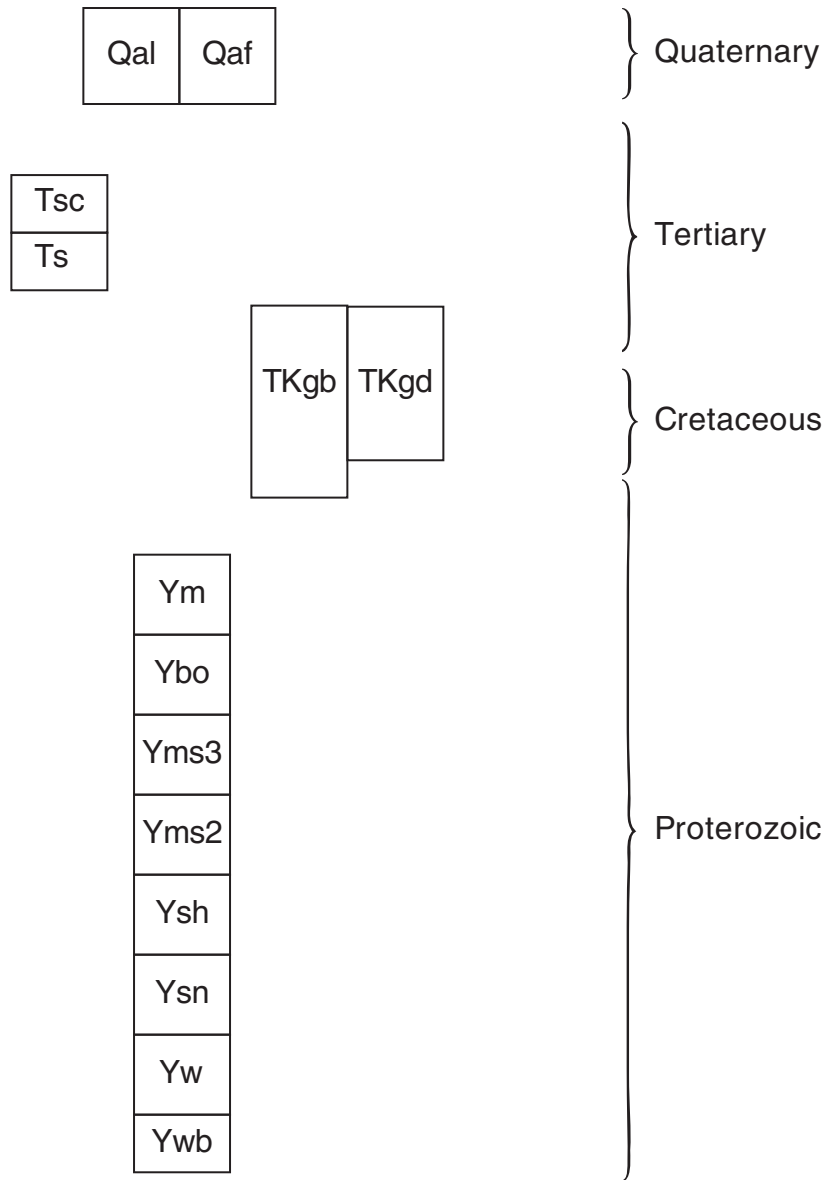 Qal Qaf Quaternary
Tsc
Ts
Tertiary
TKgb TKgd
Cretaceous
Ym
Ybo
Yms3
Yms2
Proterozoic
Ysh
Ysn
Yw
Ywb